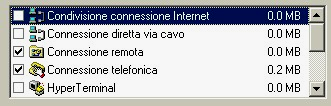 Condivisione connessione Internet 0.0 MB
Connessione diretta via cavo 0.0 MB
Connessione remota 0.0 MB
Connessione telefonica 0.2 MB
HyperTerminal 0.0 MB